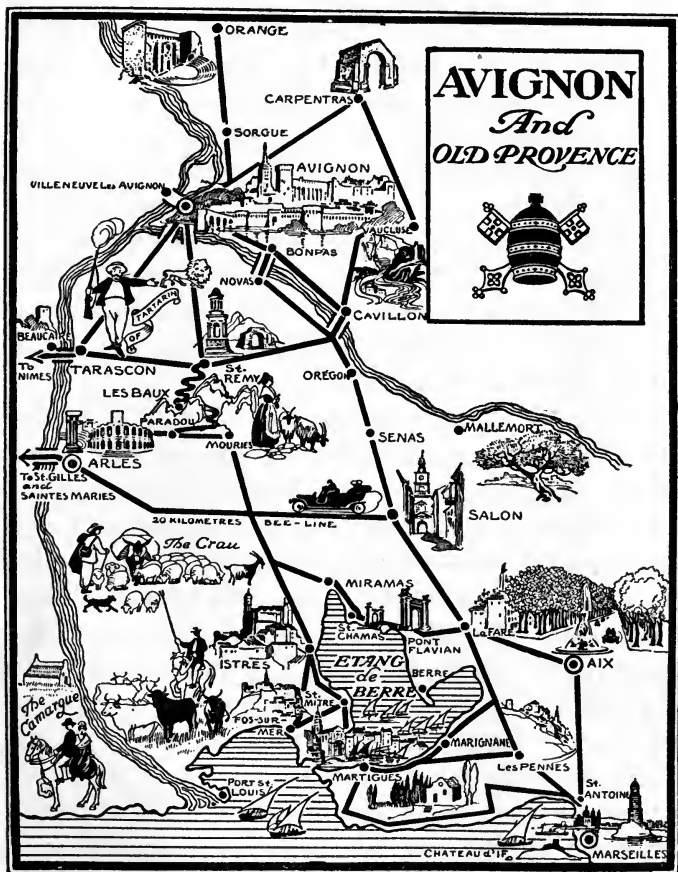 ORANGE
CARPENTRAS
SORGUE
AVIGNON
And
OLD PROVENCE
AVIGNON
VILLENEUVE Les AVIGNON
VAUCLUSE
BONPAS
NOVAS
CAVILLON
TARTARIN
OF
BEAUCAIRE
To
NIMES
TARASCON
St.
REMY
OREGON
LES BAUX
PARADOU
MOURIES
SENAS
MALLEMORT
ARLES
To St. GILLES
and
SAINTES MARIES
SALON
20 KILOMETRES BEE-LINE
The Crau
MIRAMAS
St.
CHAMAS
PONT
FLAVIAN
La FARE
ISTRES
ETANG
de
BERRE
BERRE
AIX
The
Camargue
St.
MITRE
FOS-SUR
MER
MARIGNANE
MARTIGUES
Les PENNES
PORT St.
LOUIS
St.
ANTOINE
CHATEAU d'IF
MARSEILLES